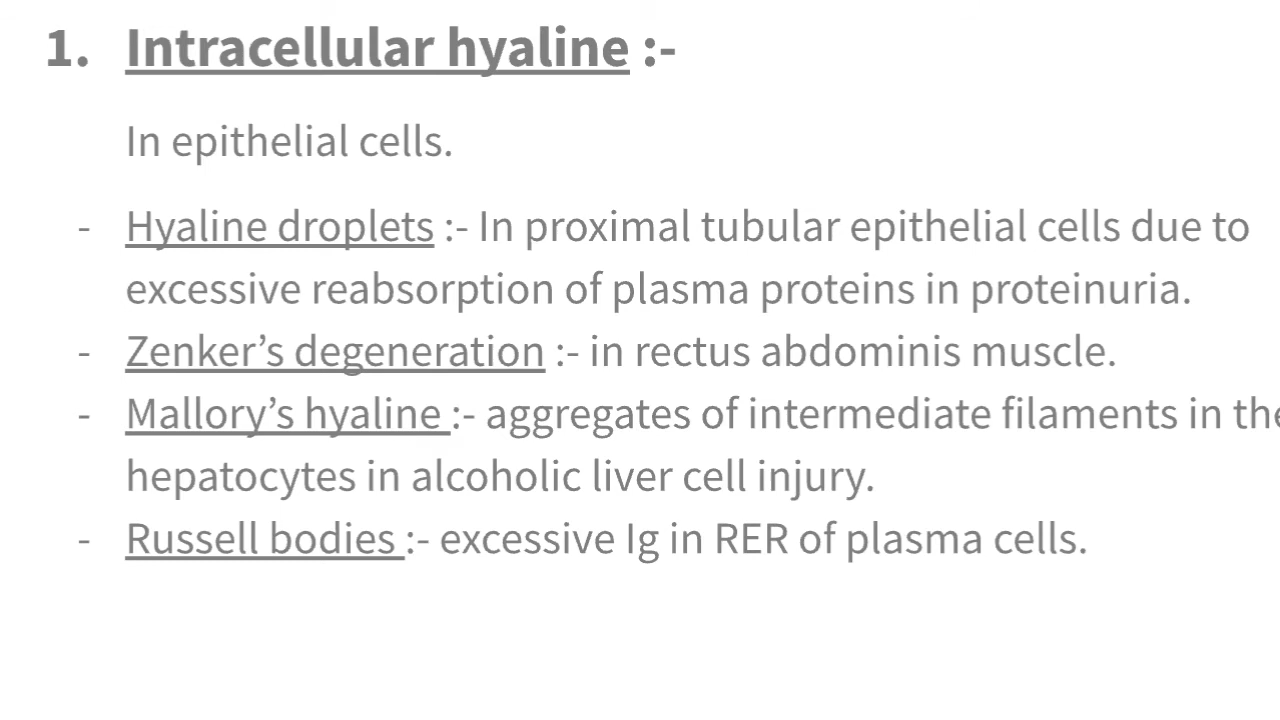 1. Intracellular hyaline :-
In epithelial cells.
- Hyaline droplets :- In proximal tubular epithelial cells due to
excessive reabsorption of plasma proteins in proteinuria.
- Zenker’s degeneration :- in rectus abdominis muscle.
- Mallory’s hyaline :- aggregates of intermediate filaments in the
hepatocytes in alcoholic liver cell injury.
- Russell bodies :- excessive Ig in RER of plasma cells.